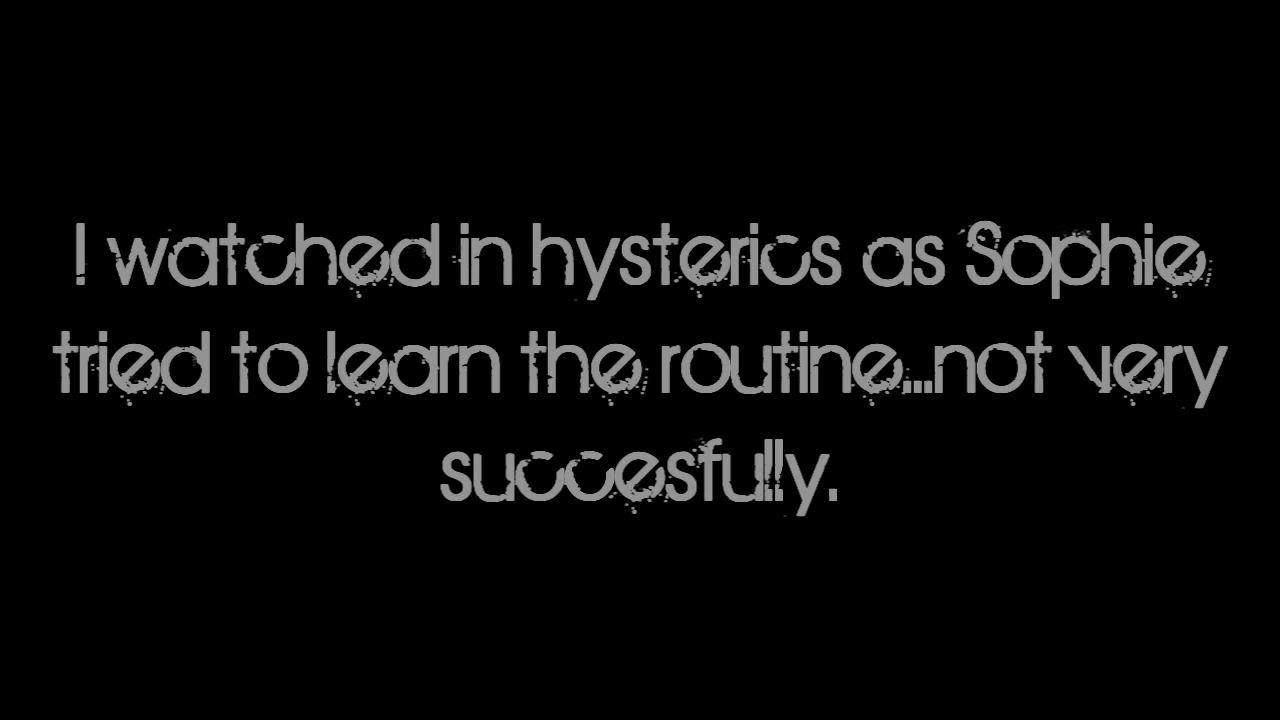 I watched in hysterics as Sophie
tried to learn the routine...not very
succesfully.